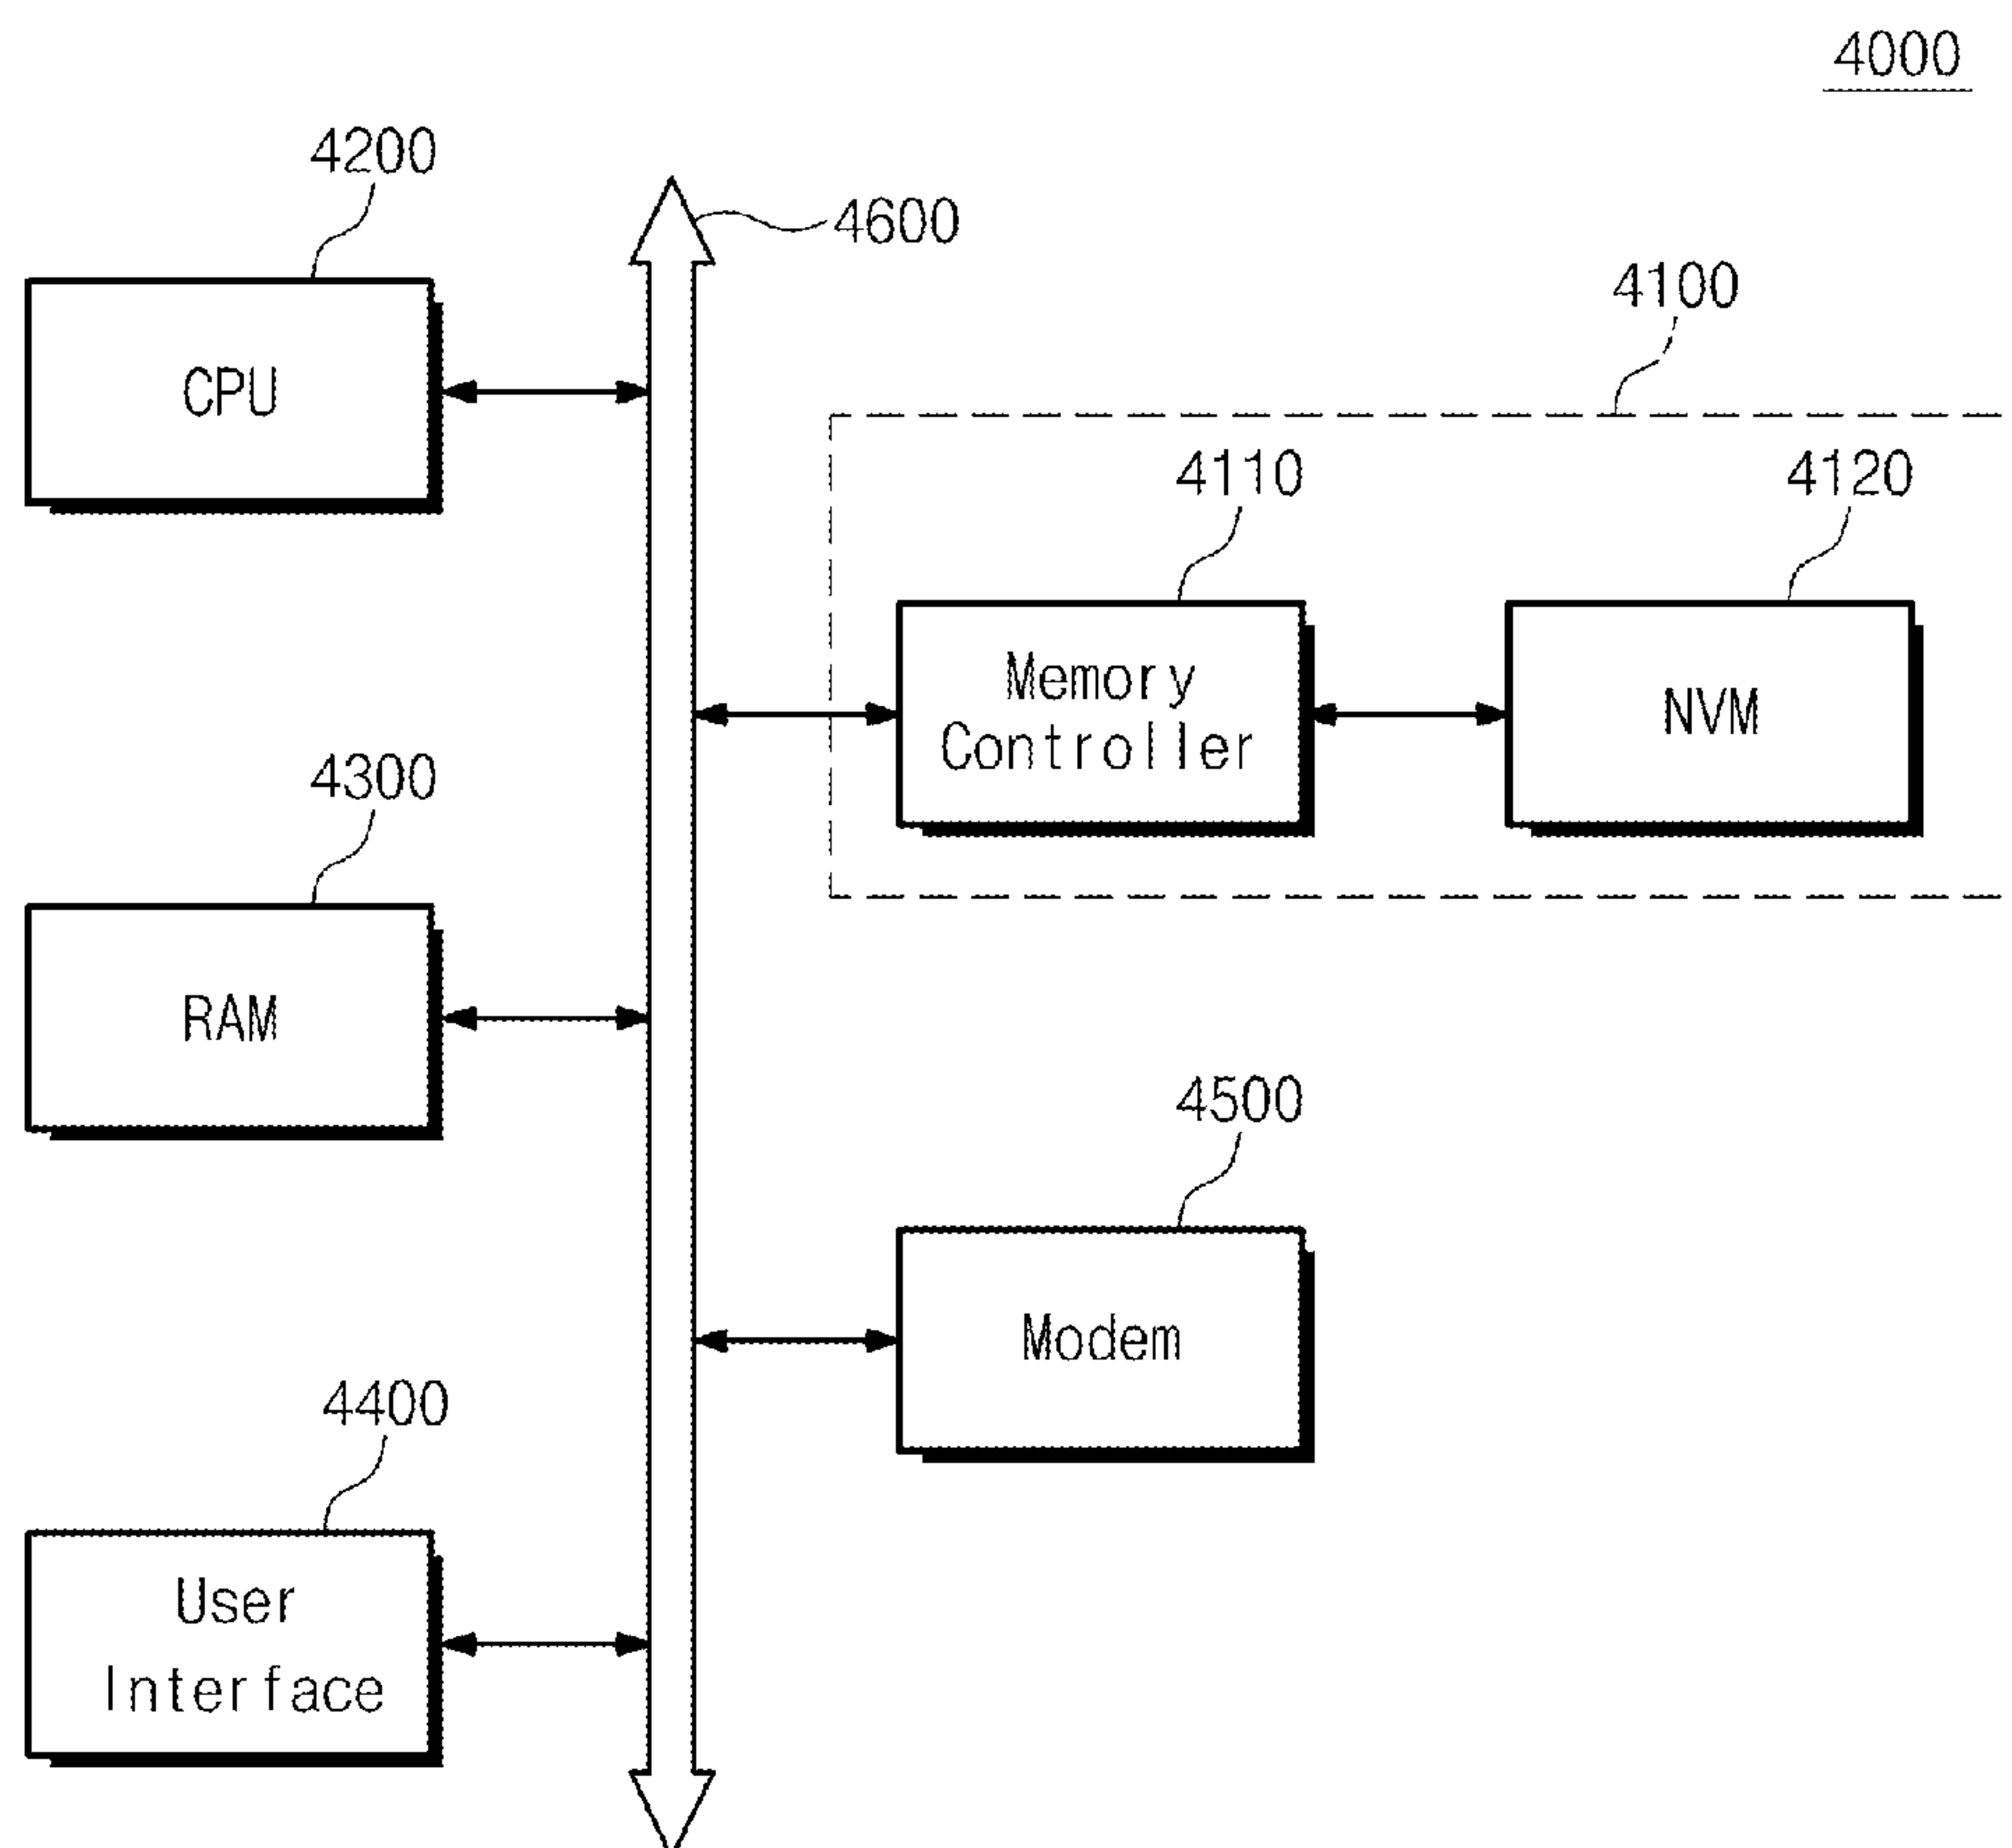 4000
4200
4600
4100
CPU
4110
4120
Memory
Controller
NVM
4300
RAM
4500
Modem
4400
User
Interface